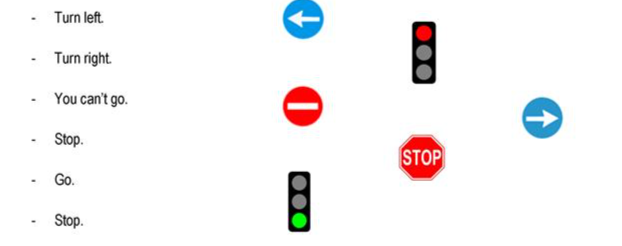 - Turn left.
- Turn right.
- You can't go.
- Stop.
STOP
- Go.
- Stop.